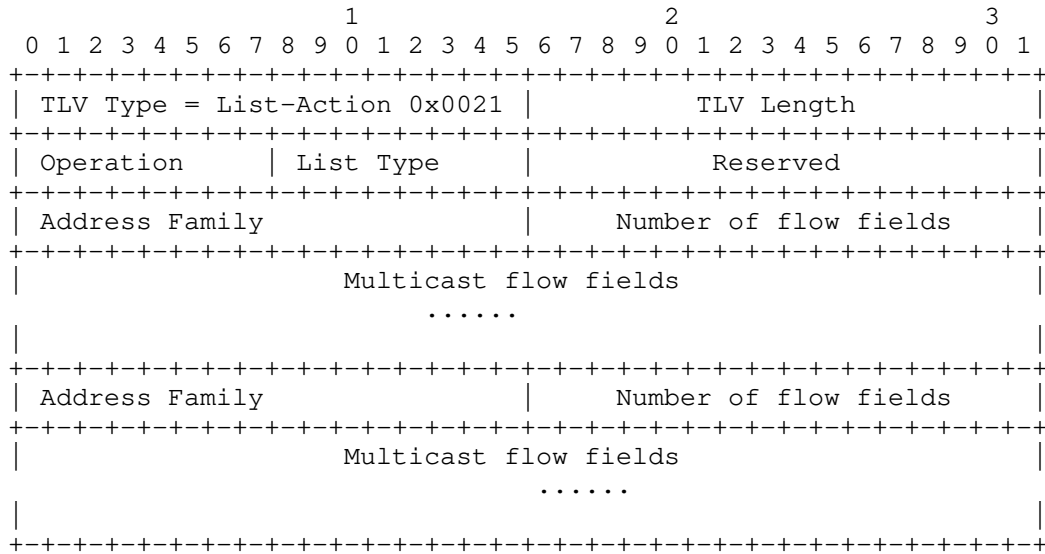 1                   2                   3
 0 1 2 3 4 5 6 7 8 9 0 1 2 3 4 5 6 7 8 9 0 1 2 3 4 5 6 7 8 9 0 1
+-+-+-+-+-+-+-+-+-+-+-+-+-+-+-+-+-+-+-+-+-+-+-+-+-+-+-+-+-+-+-+-+
| TLV Type = List-Action 0x0021 |          TLV Length           |
+-+-+-+-+-+-+-+-+-+-+-+-+-+-+-+-+-+-+-+-+-+-+-+-+-+-+-+-+-+-+-+-+
| Operation     | List Type     |           Reserved            |
+-+-+-+-+-+-+-+-+-+-+-+-+-+-+-+-+-+-+-+-+-+-+-+-+-+-+-+-+-+-+-+-+
| Address Family                |     Number of flow fields     |
+-+-+-+-+-+-+-+-+-+-+-+-+-+-+-+-+-+-+-+-+-+-+-+-+-+-+-+-+-+-+-+-+
|                    Multicast flow fields                      |
                          ......
|                                                               |
+-+-+-+-+-+-+-+-+-+-+-+-+-+-+-+-+-+-+-+-+-+-+-+-+-+-+-+-+-+-+-+-+
| Address Family                |     Number of flow fields     |
+-+-+-+-+-+-+-+-+-+-+-+-+-+-+-+-+-+-+-+-+-+-+-+-+-+-+-+-+-+-+-+-+
|                    Multicast flow fields                      |
                                 ......
|                                                               |
+-+-+-+-+-+-+-+-+-+-+-+-+-+-+-+-+-+-+-+-+-+-+-+-+-+-+-+-+-+-+-+-+